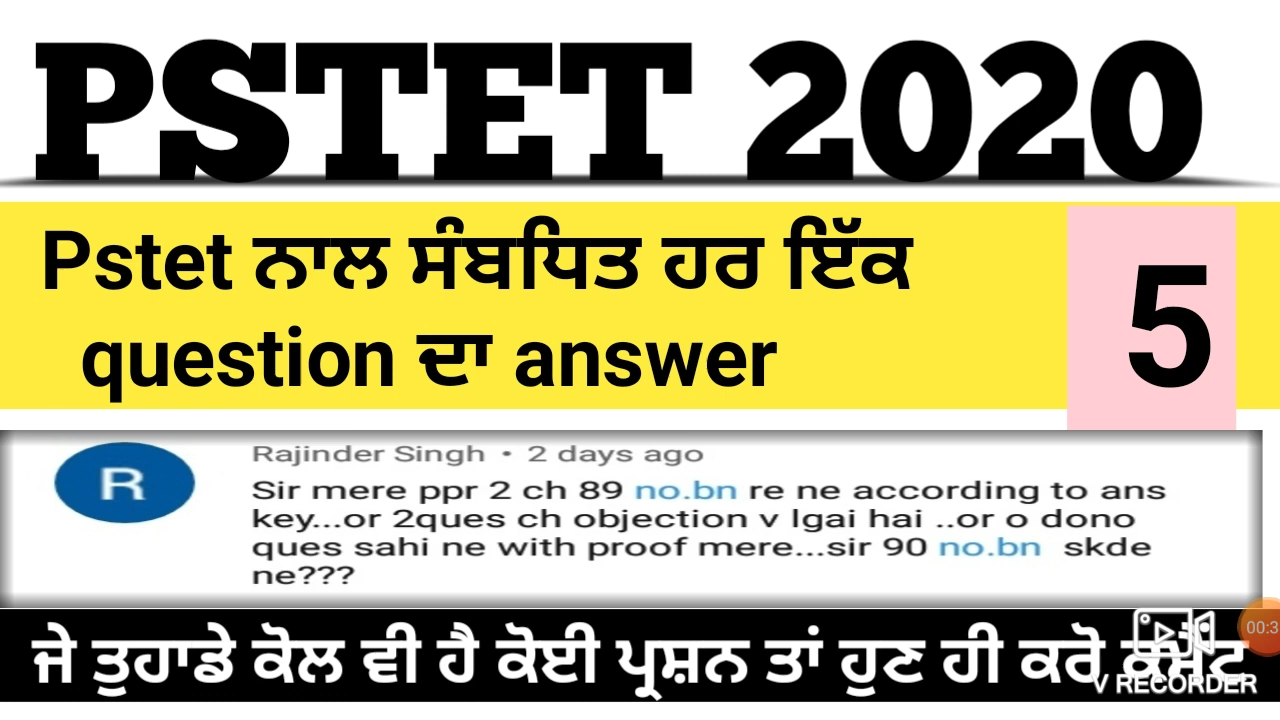 PSTET 2020
Pstet ਨਾਲ ਸੰਬਧਿਤ ਹਰ ਇੱਕ
question ਦਾ answer
5
R
Rajinder Singh • 2 days ago
Sir mere ppr 2 ch 89 no.bn re ne according to ans
key...or 2ques ch objection v lgai hai ..or o dono
ques sahi ne with proof mere...sir 90 no.bn skde
ne???
ਜੇ ਤੁਹਾਡੇ ਕੋਲ ਵੀ ਹੈ ਕੋਈ ਪ੍ਰਸ਼ਨ ਤਾਂ ਹੁਣ ਹੀ ਕਰੋ
00:3
V RECORDER